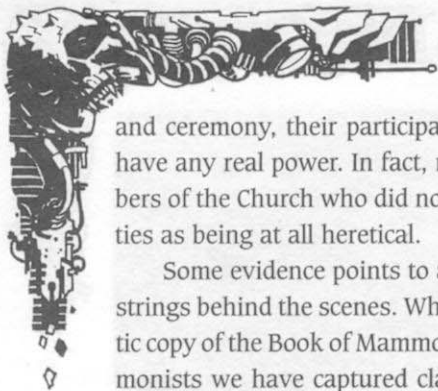 and ceremony, their participa
have any real power. In fact,
bers of the Church who did no
ties as being at all heretical.
Some evidence points to a
strings behind the scenes. Wh
tic copy of the Book of Mammo
monists we have captured cla